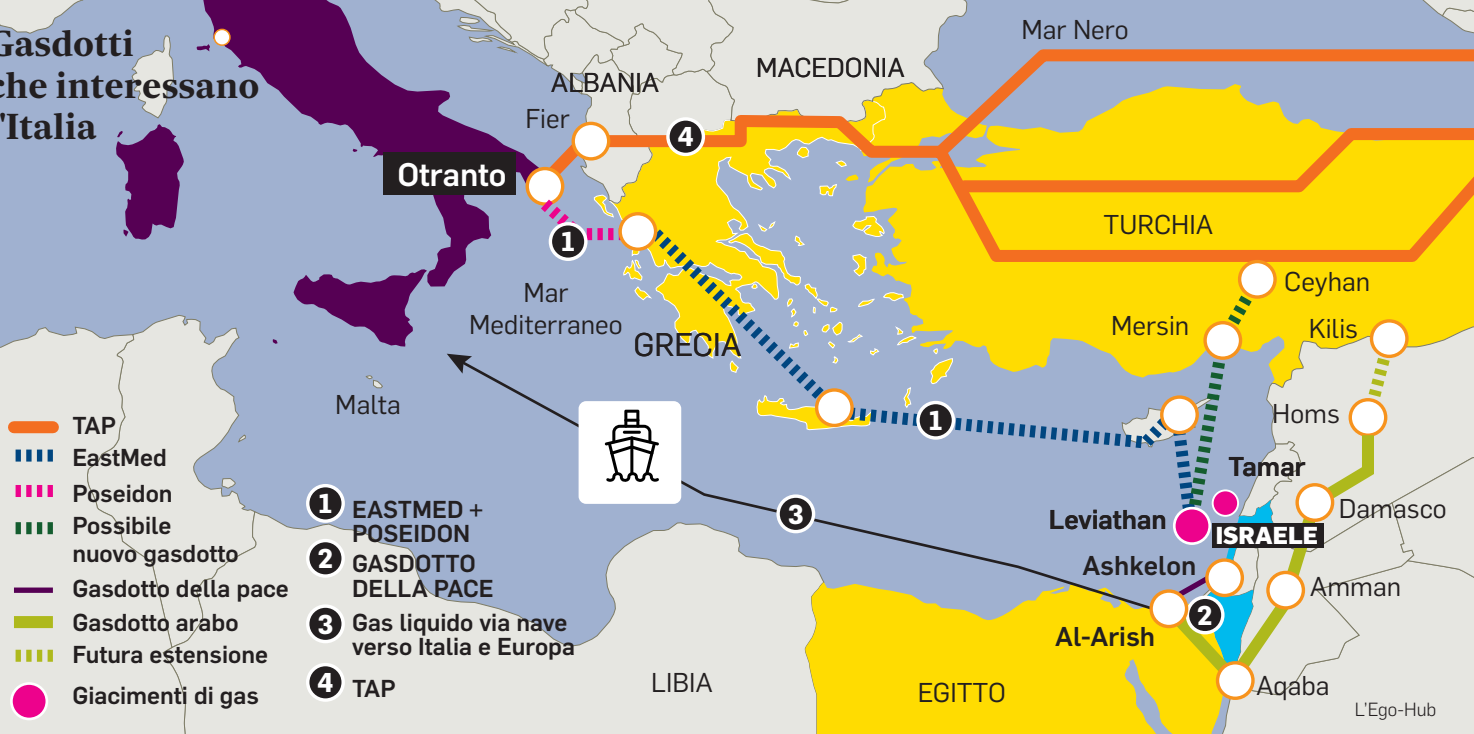 Gasdotti
che interessano
l'Italia
Mar Nero
MACEDONIA
ALBANIA
Fier
4
Otranto
1
TURCHIA
Mar
Mediterraneo
GRECIA
Ceyhan
Mersin
Kilis
Malta
1
Homs
Tamar
Damasco
3
Leviathan
ISRAELE
Ashkelon
Amman
2
Al-Arish
Aqaba
LIBIA
EGITTO
TAP
EastMed
Poseidon
Possibile
nuovo gasdotto
Gasdotto della pace
Gasdotto arabo
Futura estensione
Giacimenti di gas
1 EASTMED +
POSEIDON
2 GASDOTTO
DELLA PACE
3 Gas liquido via nave
verso Italia e Europa
4 TAP
L'Ego-Hub